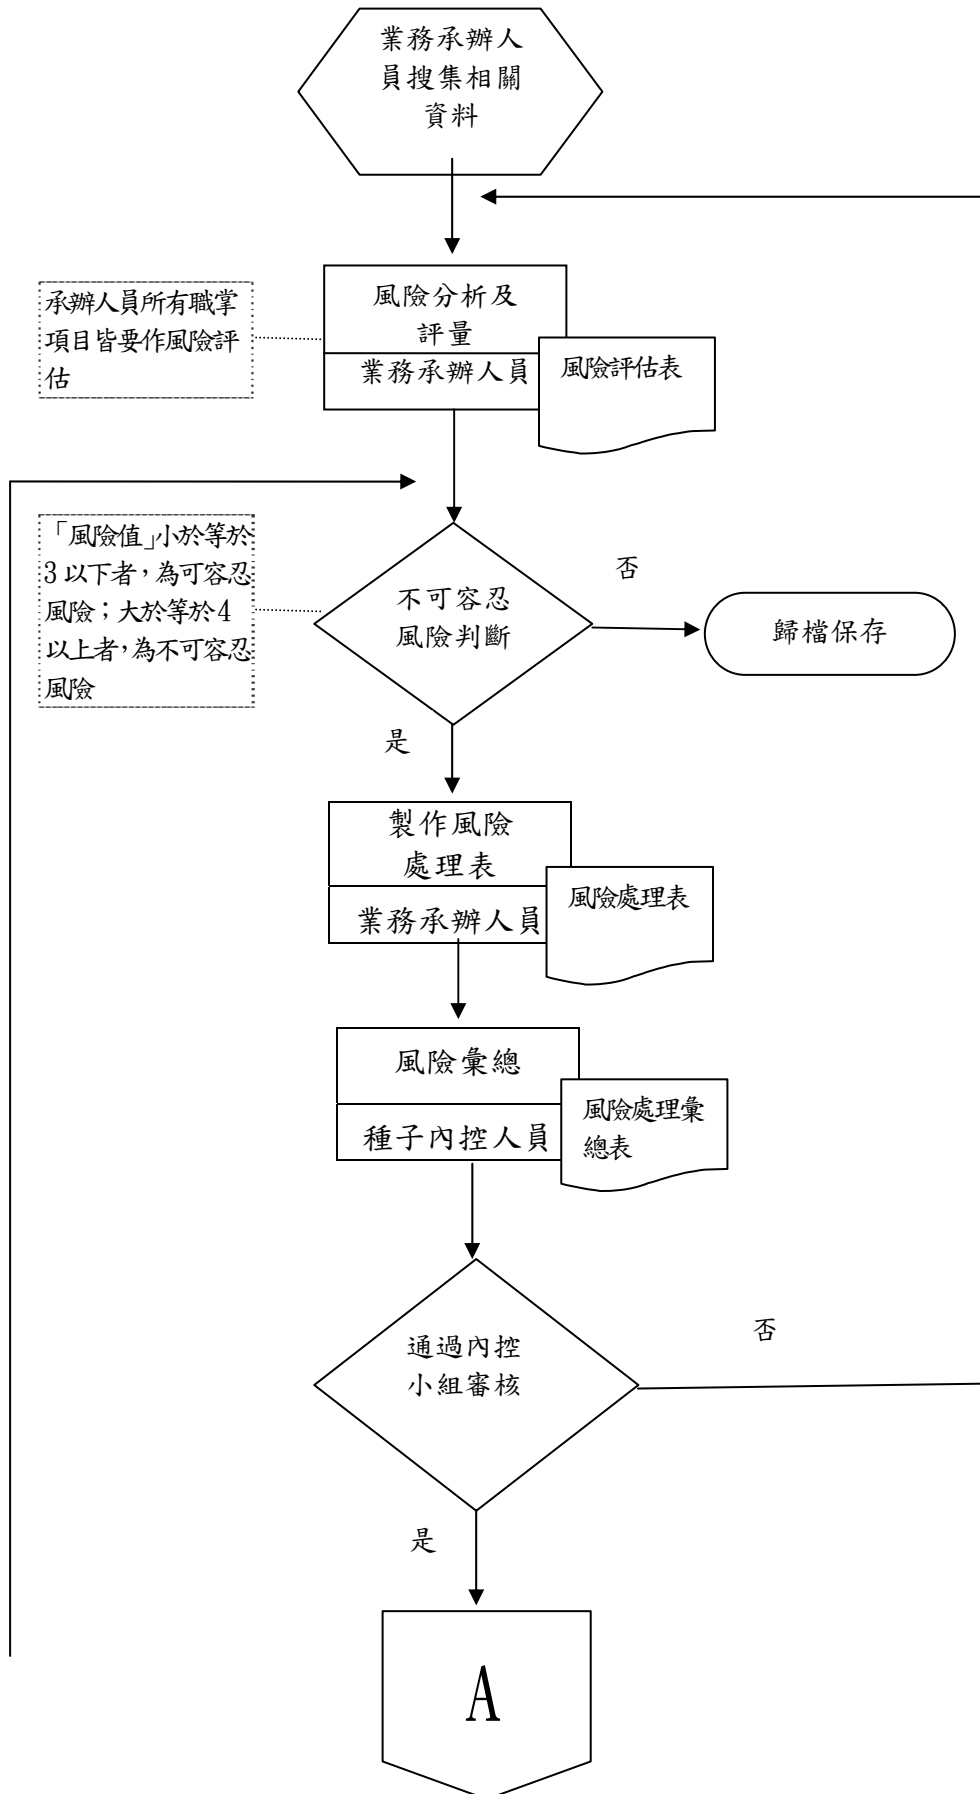 業務承辦人
員搜集相關
資料
風險分析及
評量
業務承辦人員
風險評估表
承辦人員所有職掌
項目皆要作風險評
估
「風險值」小於等於
3 以下者，為可容忍
風險；大於等於 4
以上者，為不可容忍
風險
不可容忍
風險判斷
否
歸檔保存
是
製作風險
處理表
業務承辦人員
風險處理表
風險彙總
種子內控人員
風險處理彙
總表
通過內控
小組審核
否
是
A